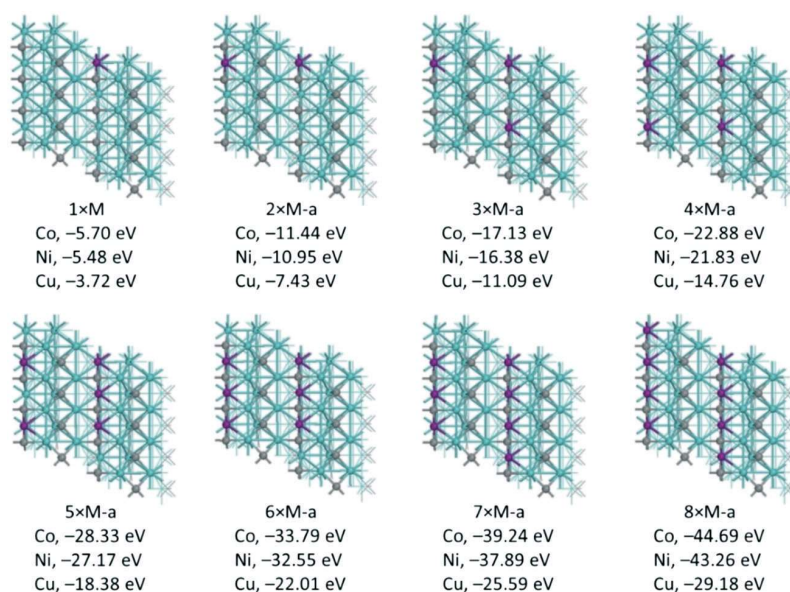 1×M
Co, –5.70 eV
Ni, –5.48 eV
Cu, –3.72 eV
2×M-a
Co, –11.44 eV
Ni, –10.95 eV
Cu, –7.43 eV
3×M-a
Co, –17.13 eV
Ni, –16.38 eV
Cu, –11.09 eV
4×M-a
Co, –22.88 eV
Ni, –21.83 eV
Cu, –14.76 eV
5×M-a
Co, –28.33 eV
Ni, –27.17 eV
Cu, –18.38 eV
6×M-a
Co, –33.79 eV
Ni, –32.55 eV
Cu, –22.01 eV
7×M-a
Co, –39.24 eV
Ni, –37.89 eV
Cu, –25.59 eV
8×M-a
Co, –44.69 eV
Ni, –43.26 eV
Cu, –29.18 eV